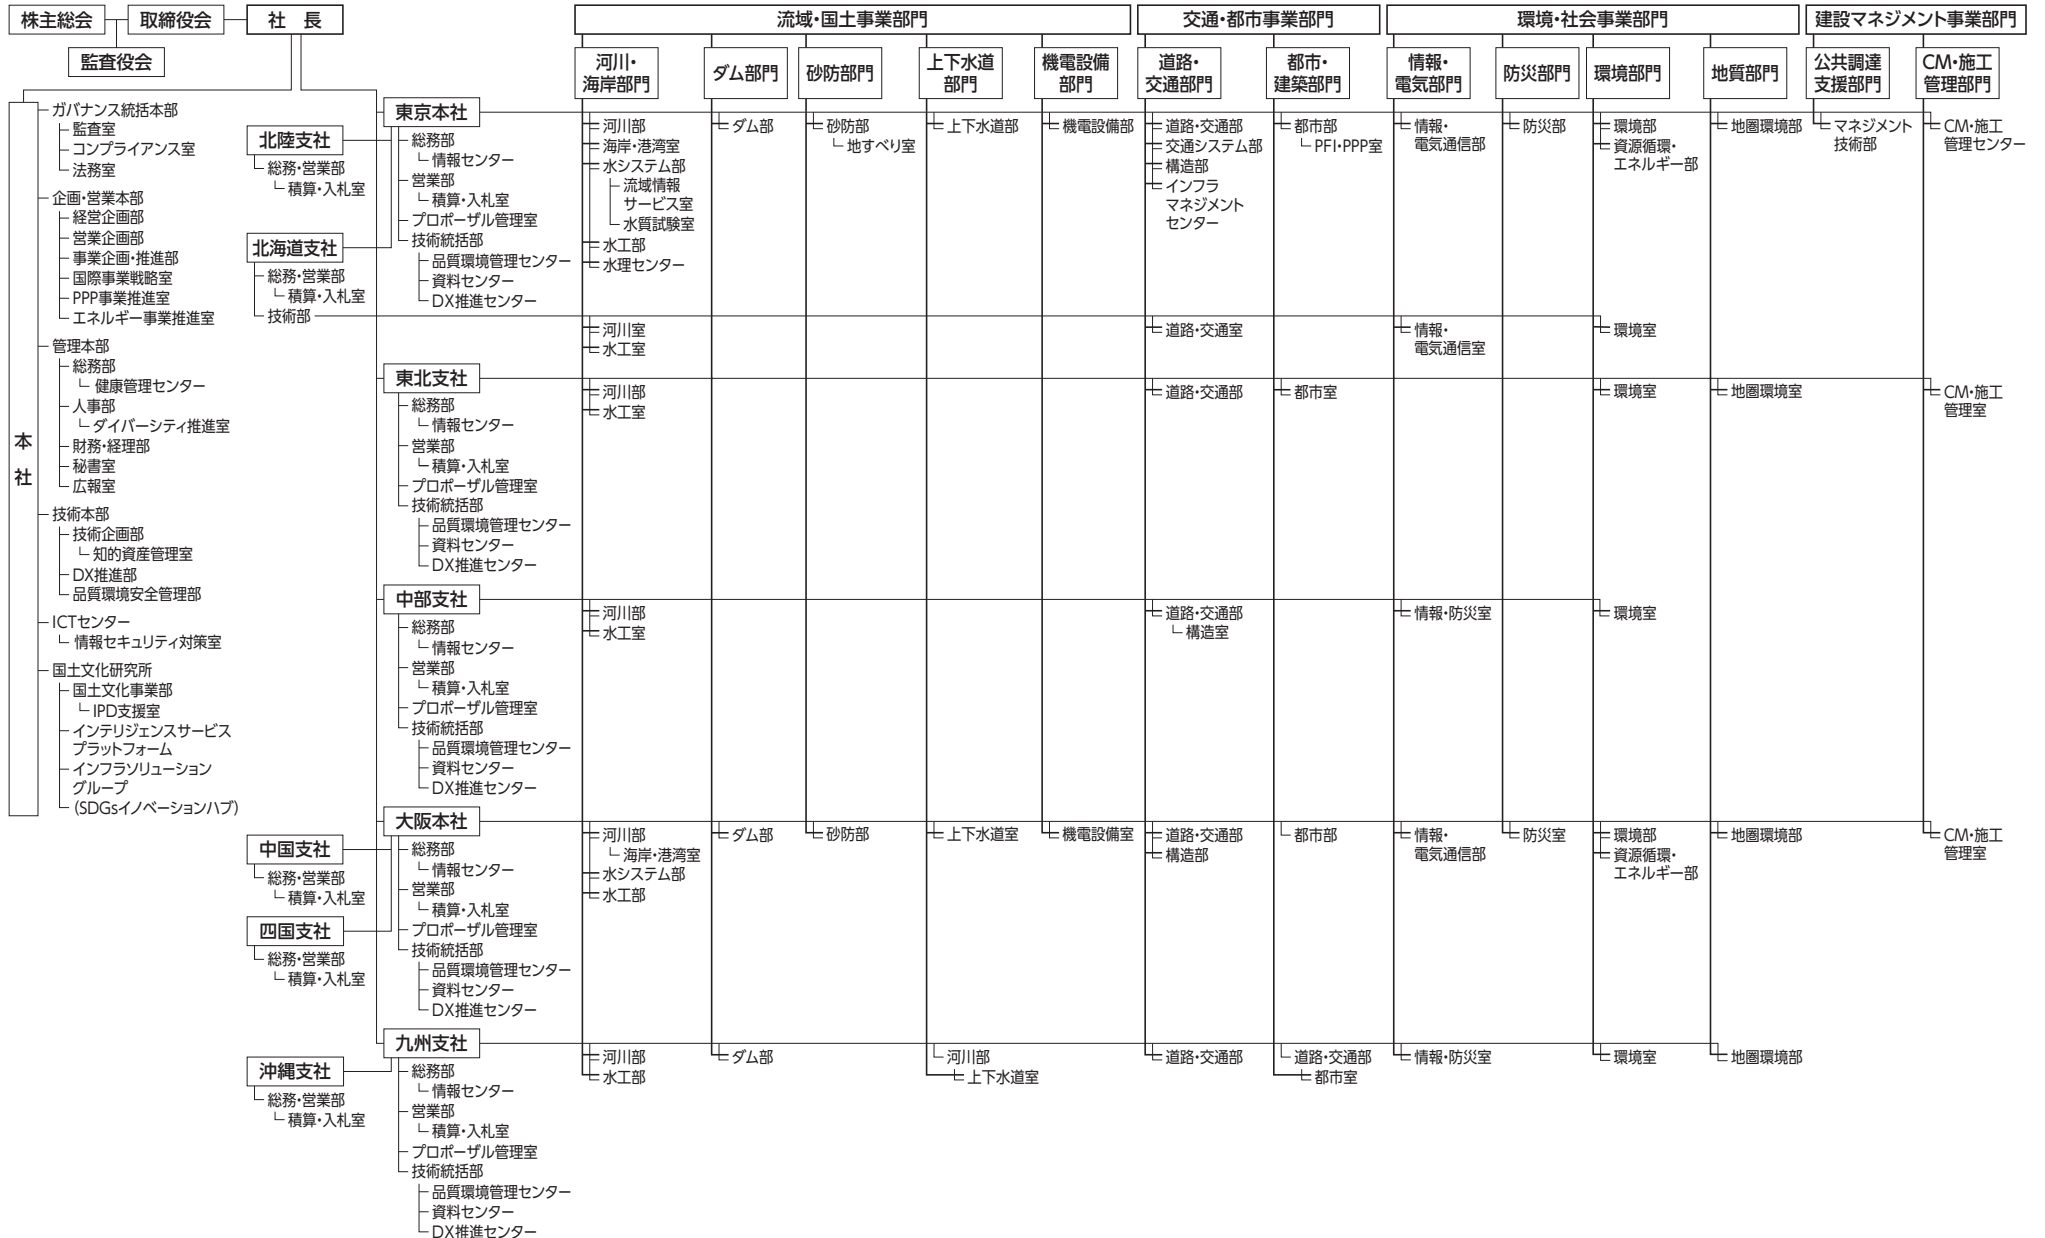 株主総会
取締役会
社　長
監査役会
流域・国土事業部門
交通・都市事業部門
環境・社会事業部門
建設マネジメント事業部門
河川・
海岸部門
ダム部門
砂防部門
上下水道
部門
機電設備
部門
道路・
交通部門
都市・
建築部門
情報・
電気部門
防災部門
環境部門
地質部門
公共調達
支援部門
CM・施工
管理部門
本
社
ガバナンス統括本部
監査室
コンプライアンス室
法務室
企画・営業本部
経営企画部
営業企画部
事業企画・推進部
国際事業戦略室
PPP事業推進室
エネルギー事業推進室
管理本部
総務部
健康管理センター
人事部
ダイバーシティ推進室
財務・経理部
秘書室
広報室
技術本部
技術企画部
知的資産管理室
DX推進部
品質環境安全管理部
ICTセンター
情報セキュリティ対策室
国土文化研究所
国土文化事業部
IPD支援室
インテリジェンスサービス
プラットフォーム
インフラソリューション
グループ
（SDGsイノベーションハブ）
北陸支社
総務・営業部
積算・入札室
北海道支社
総務・営業部
積算・入札室
技術部
河川室
水工室
道路・交通室
情報・
電気通信室
環境室
東京本社
総務部
情報センター
営業部
積算・入札室
プロポーザル管理室
技術統括部
品質環境管理センター
資料センター
DX推進センター
河川部
海岸・港湾室
水システム部
流域情報
サービス室
水質試験室
水工部
水理センター
ダム部
砂防部
地すべり室
上下水道部
機電設備部
道路・交通部
交通システム部
構造部
インフラ
マネジメント
センター
都市部
PFI・PPP室
情報・
電気通信部
防災部
環境部
資源循環・
エネルギー部
地圏環境部
マネジメント
技術部
CM・施工
管理センター
東北支社
総務部
情報センター
営業部
積算・入札室
プロポーザル管理室
技術統括部
品質環境管理センター
資料センター
DX推進センター
河川部
水工室
道路・交通部
都市室
環境室
地圏環境室
CM・施工
管理室
中部支社
総務部
情報センター
営業部
積算・入札室
プロポーザル管理室
技術統括部
品質環境管理センター
資料センター
DX推進センター
河川部
水工室
道路・交通部
構造室
情報・防災室
環境室
大阪本社
総務部
情報センター
営業部
積算・入札室
プロポーザル管理室
技術統括部
品質環境管理センター
資料センター
DX推進センター
中国支社
総務・営業部
積算・入札室
四国支社
総務・営業部
積算・入札室
河川部
海岸・港湾室
水システム部
水工部
ダム部
砂防部
上下水道室
機電設備室
道路・交通部
構造部
都市部
情報・
電気通信部
防災室
環境部
資源循環・
エネルギー部
地圏環境部
CM・施工
管理室
九州支社
総務部
情報センター
営業部
積算・入札室
プロポーザル管理室
技術統括部
品質環境管理センター
資料センター
DX推進センター
沖縄支社
総務・営業部
積算・入札室
河川部
水工部
ダム部
河川部
上下水道室
道路・交通部
道路・交通部
都市室
情報・防災室
環境室
地圏環境部